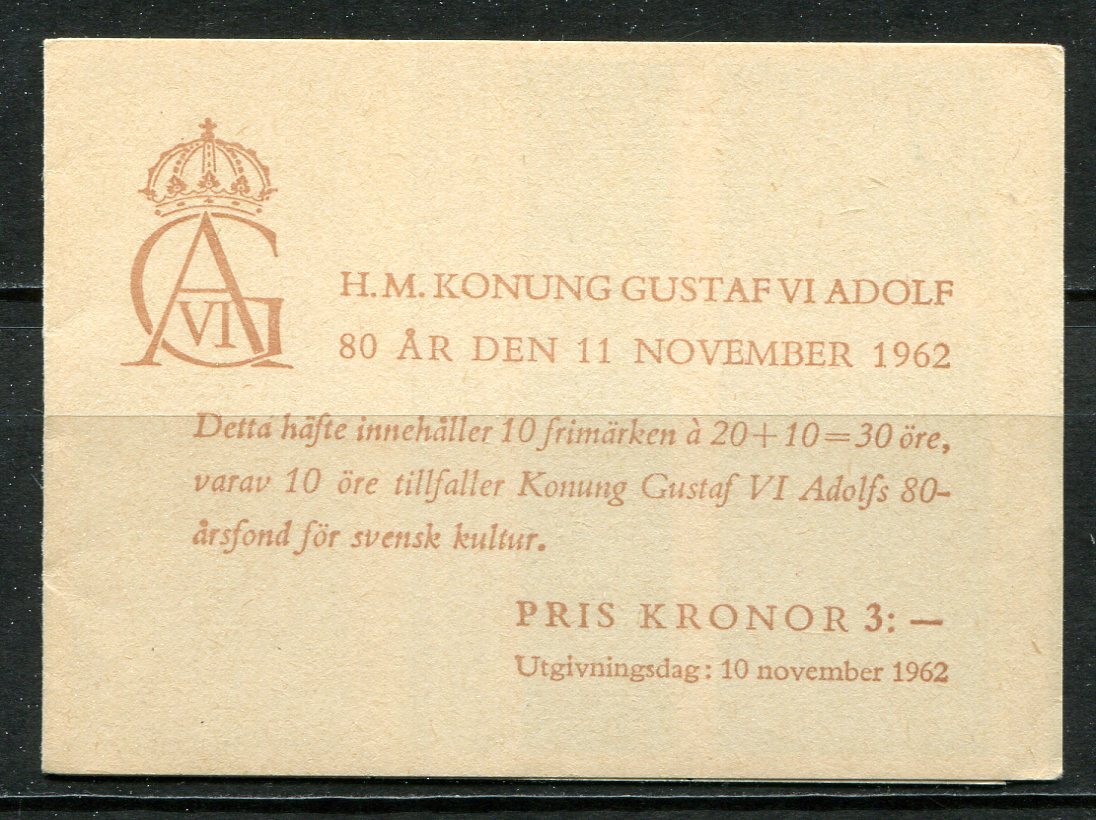 GA VI
H.M. KONUNG GUSTAF VI ADOLF
80 ÅR DEN 11 NOVEMBER 1962
Detta häfte innehåller 10 frimärken à 20+10=30 öre,
varav 10 öre tillfaller Konung Gustaf VI Adolfs 80-
årsfond för svensk kultur.
PRIS KRONOR 3: —
Utgivningsdag: 10 november 1962